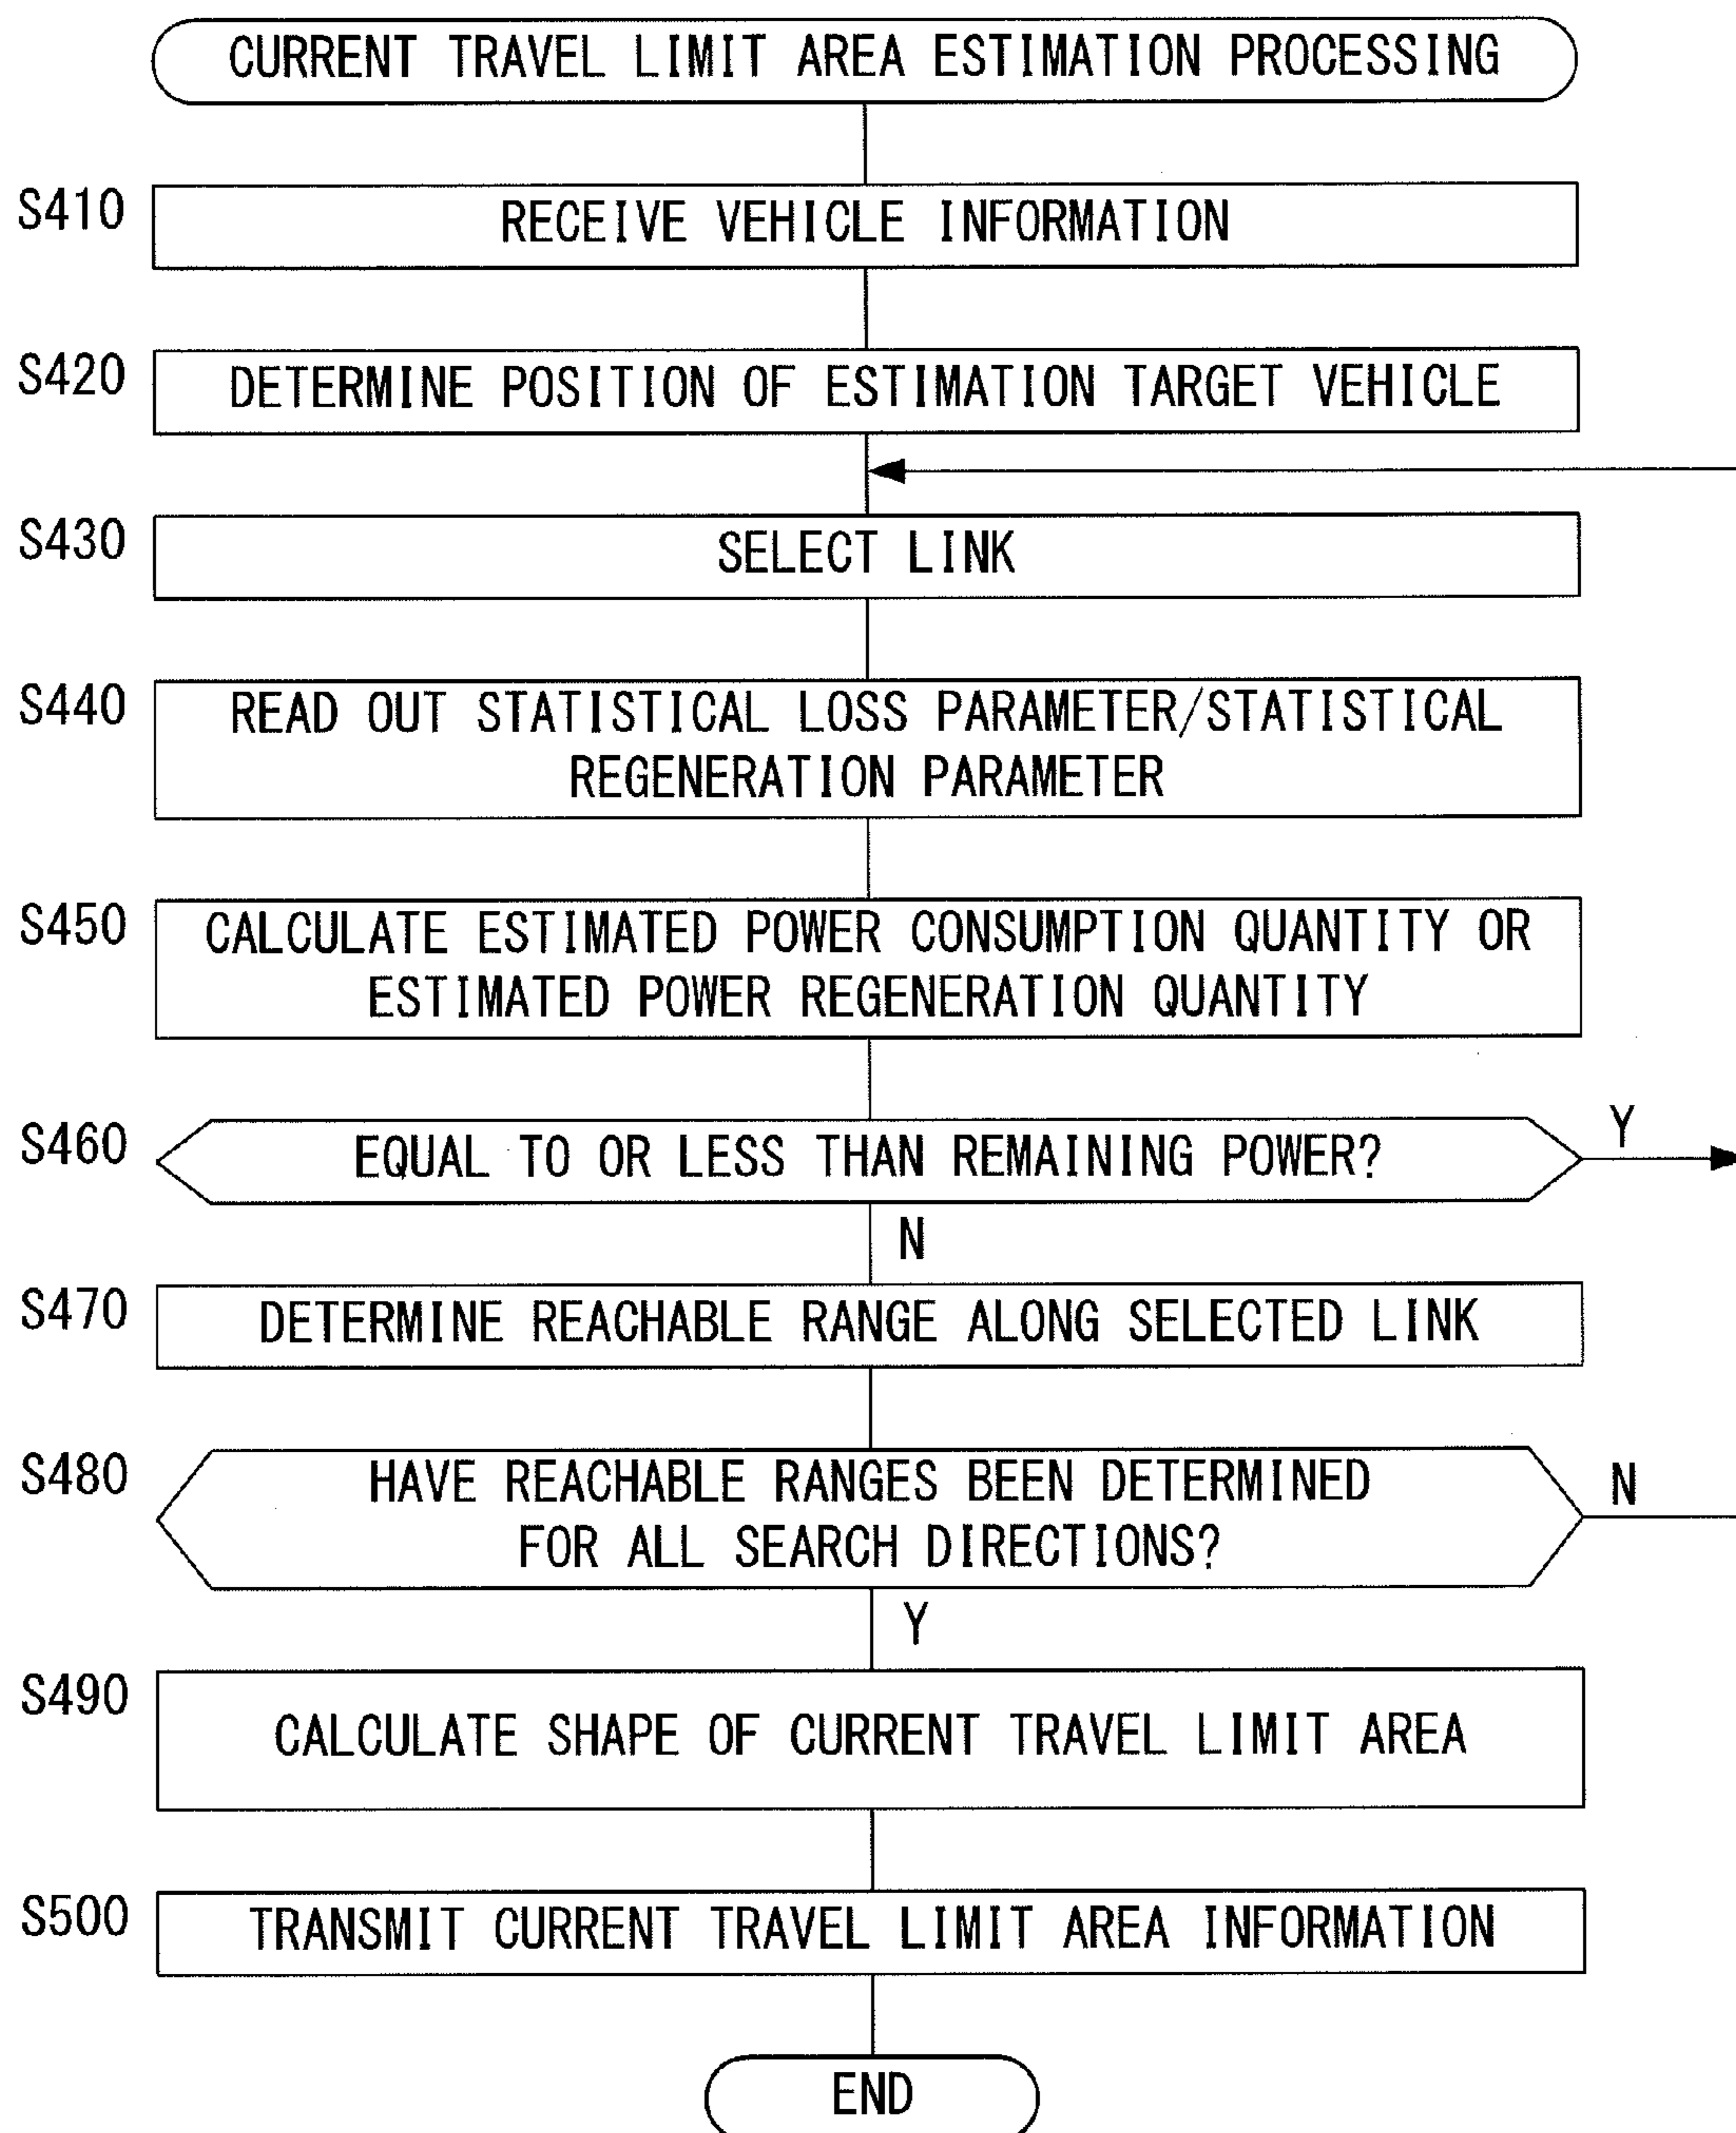 CURRENT TRAVEL LIMIT AREA ESTIMATION PROCESSING
S410
RECEIVE VEHICLE INFORMATION
S420
DETERMINE POSITION OF ESTIMATION TARGET VEHICLE
S430
SELECT LINK
S440
READ OUT STATISTICAL LOSS PARAMETER/STATISTICAL
REGENERATION PARAMETER
S450
CALCULATE ESTIMATED POWER CONSUMPTION QUANTITY OR
ESTIMATED POWER REGENERATION QUANTITY
S460
EQUAL TO OR LESS THAN REMAINING POWER?
Y
N
S470
DETERMINE REACHABLE RANGE ALONG SELECTED LINK
S480
HAVE REACHABLE RANGES BEEN DETERMINED
FOR ALL SEARCH DIRECTIONS?
N
Y
S490
CALCULATE SHAPE OF CURRENT TRAVEL LIMIT AREA
S500
TRANSMIT CURRENT TRAVEL LIMIT AREA INFORMATION
END